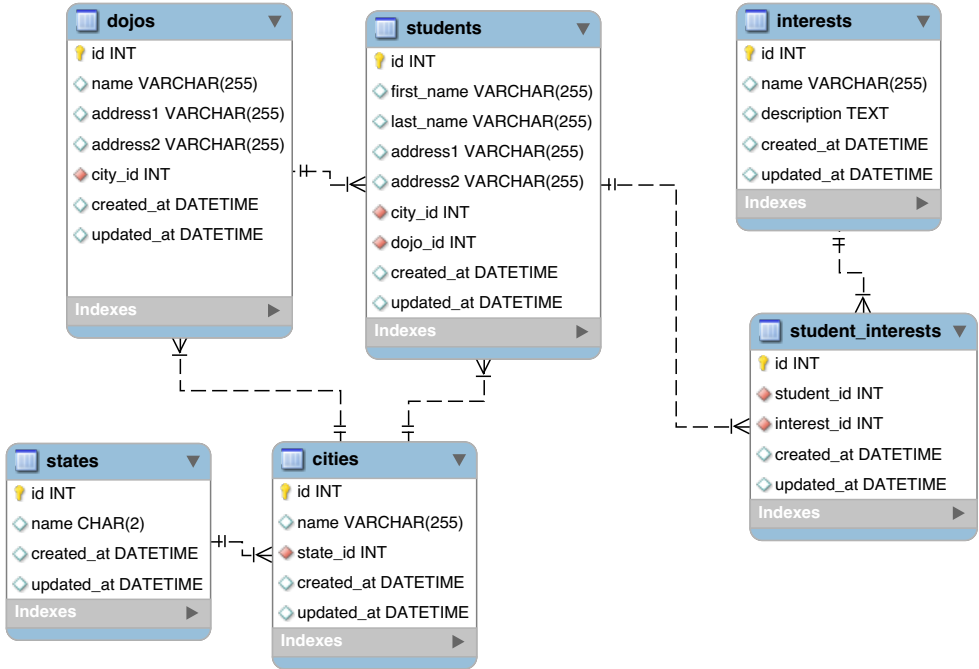 dojos
id INT
name VARCHAR(255)
address1 VARCHAR(255)
address2 VARCHAR(255)
city_id INT
created_at DATETIME
updated_at DATETIME
Indexes
students
id INT
first_name VARCHAR(255)
last_name VARCHAR(255)
address1 VARCHAR(255)
address2 VARCHAR(255)
city_id INT
dojo_id INT
created_at DATETIME
updated_at DATETIME
Indexes
interests
id INT
name VARCHAR(255)
description TEXT
created_at DATETIME
updated_at DATETIME
Indexes
student_interests
id INT
student_id INT
interest_id INT
created_at DATETIME
updated_at DATETIME
Indexes
states
id INT
name CHAR(2)
created_at DATETIME
updated_at DATETIME
Indexes
cities
id INT
name VARCHAR(255)
state_id INT
created_at DATETIME
updated_at DATETIME
Indexes